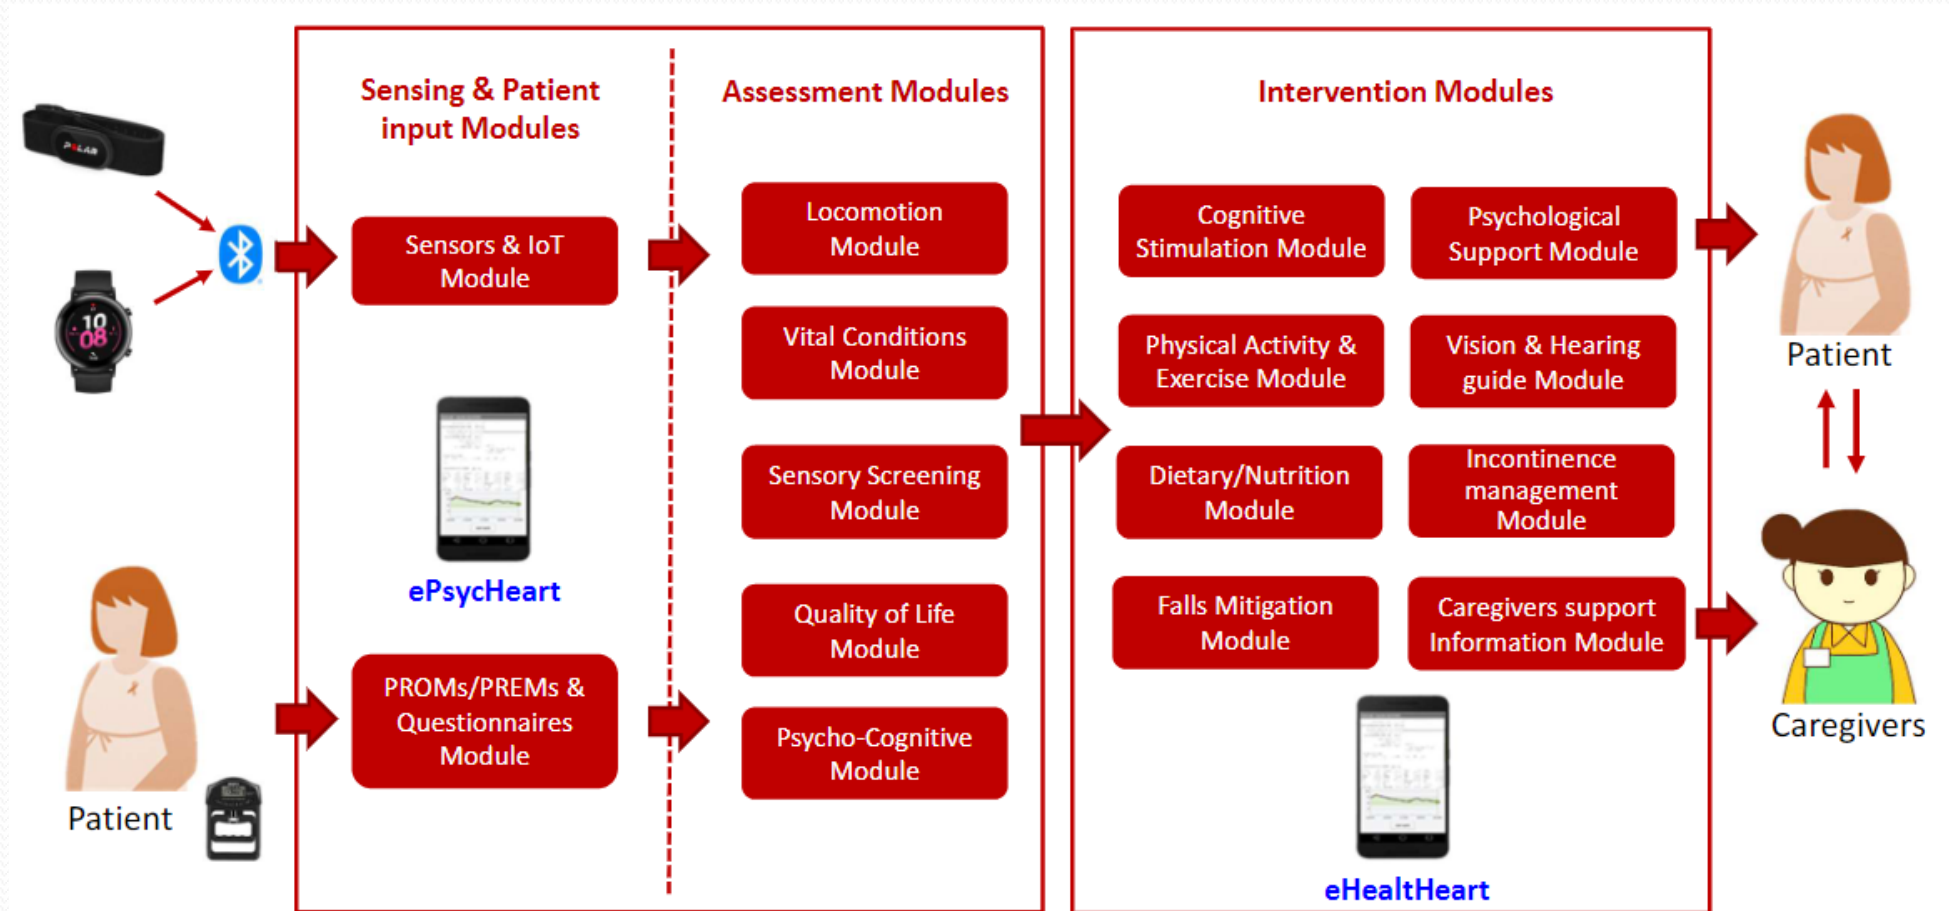 Sensing & Patient
input Modules
Assessment Modules
Intervention Modules
POLAR
10
08
Sensors & IoT
Module
ePsycHeart
PROMs/PREMs &
Questionnaires
Module
Patient
Locomotion
Module
Vital Conditions
Module
Sensory Screening
Module
Quality of Life
Module
Psycho-Cognitive
Module
Cognitive
Stimulation Module
Psychological
Support Module
Physical Activity &
Exercise Module
Vision & Hearing
guide Module
Dietary/Nutrition
Module
Incontinence
management
Module
Falls Mitigation
Module
Caregivers support
Information Module
eHealtHeart
Patient
Caregivers